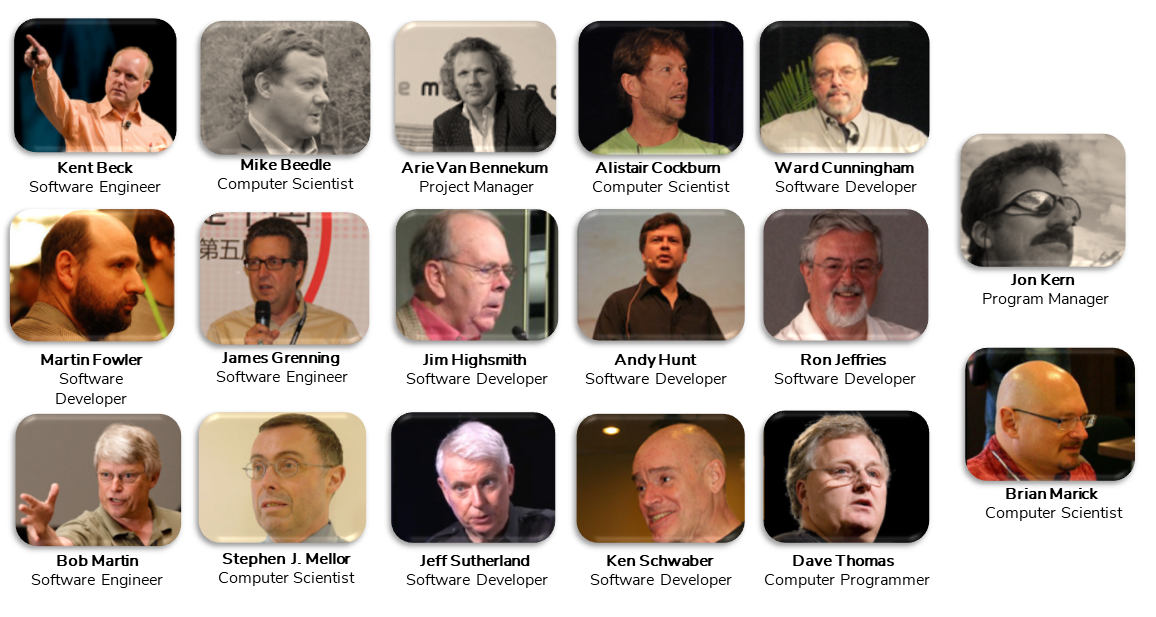 e m
Kent Beck
Software Engineer
Mike Beedle
Computer Scientist
Arie Van Bennekum
Project Manager
Alistair Cockburn
Computer Scientist
Ward Cunningham
Software Developer
Jon Kern
Program Manager
第五
Martin Fowler
Software
Developer
James Grenning
Software Engineer
Jim Highsmith
Software Developer
Andy Hunt
Software Developer
Ron Jeffries
Software Developer
Brian Marick
Computer Scientist
Bob Martin
Software Engineer
Stephen J. Mellor
Computer Scientist
Jeff Sutherland
Software Developer
Ken Schwaber
Software Developer
Dave Thomas
Computer Programmer